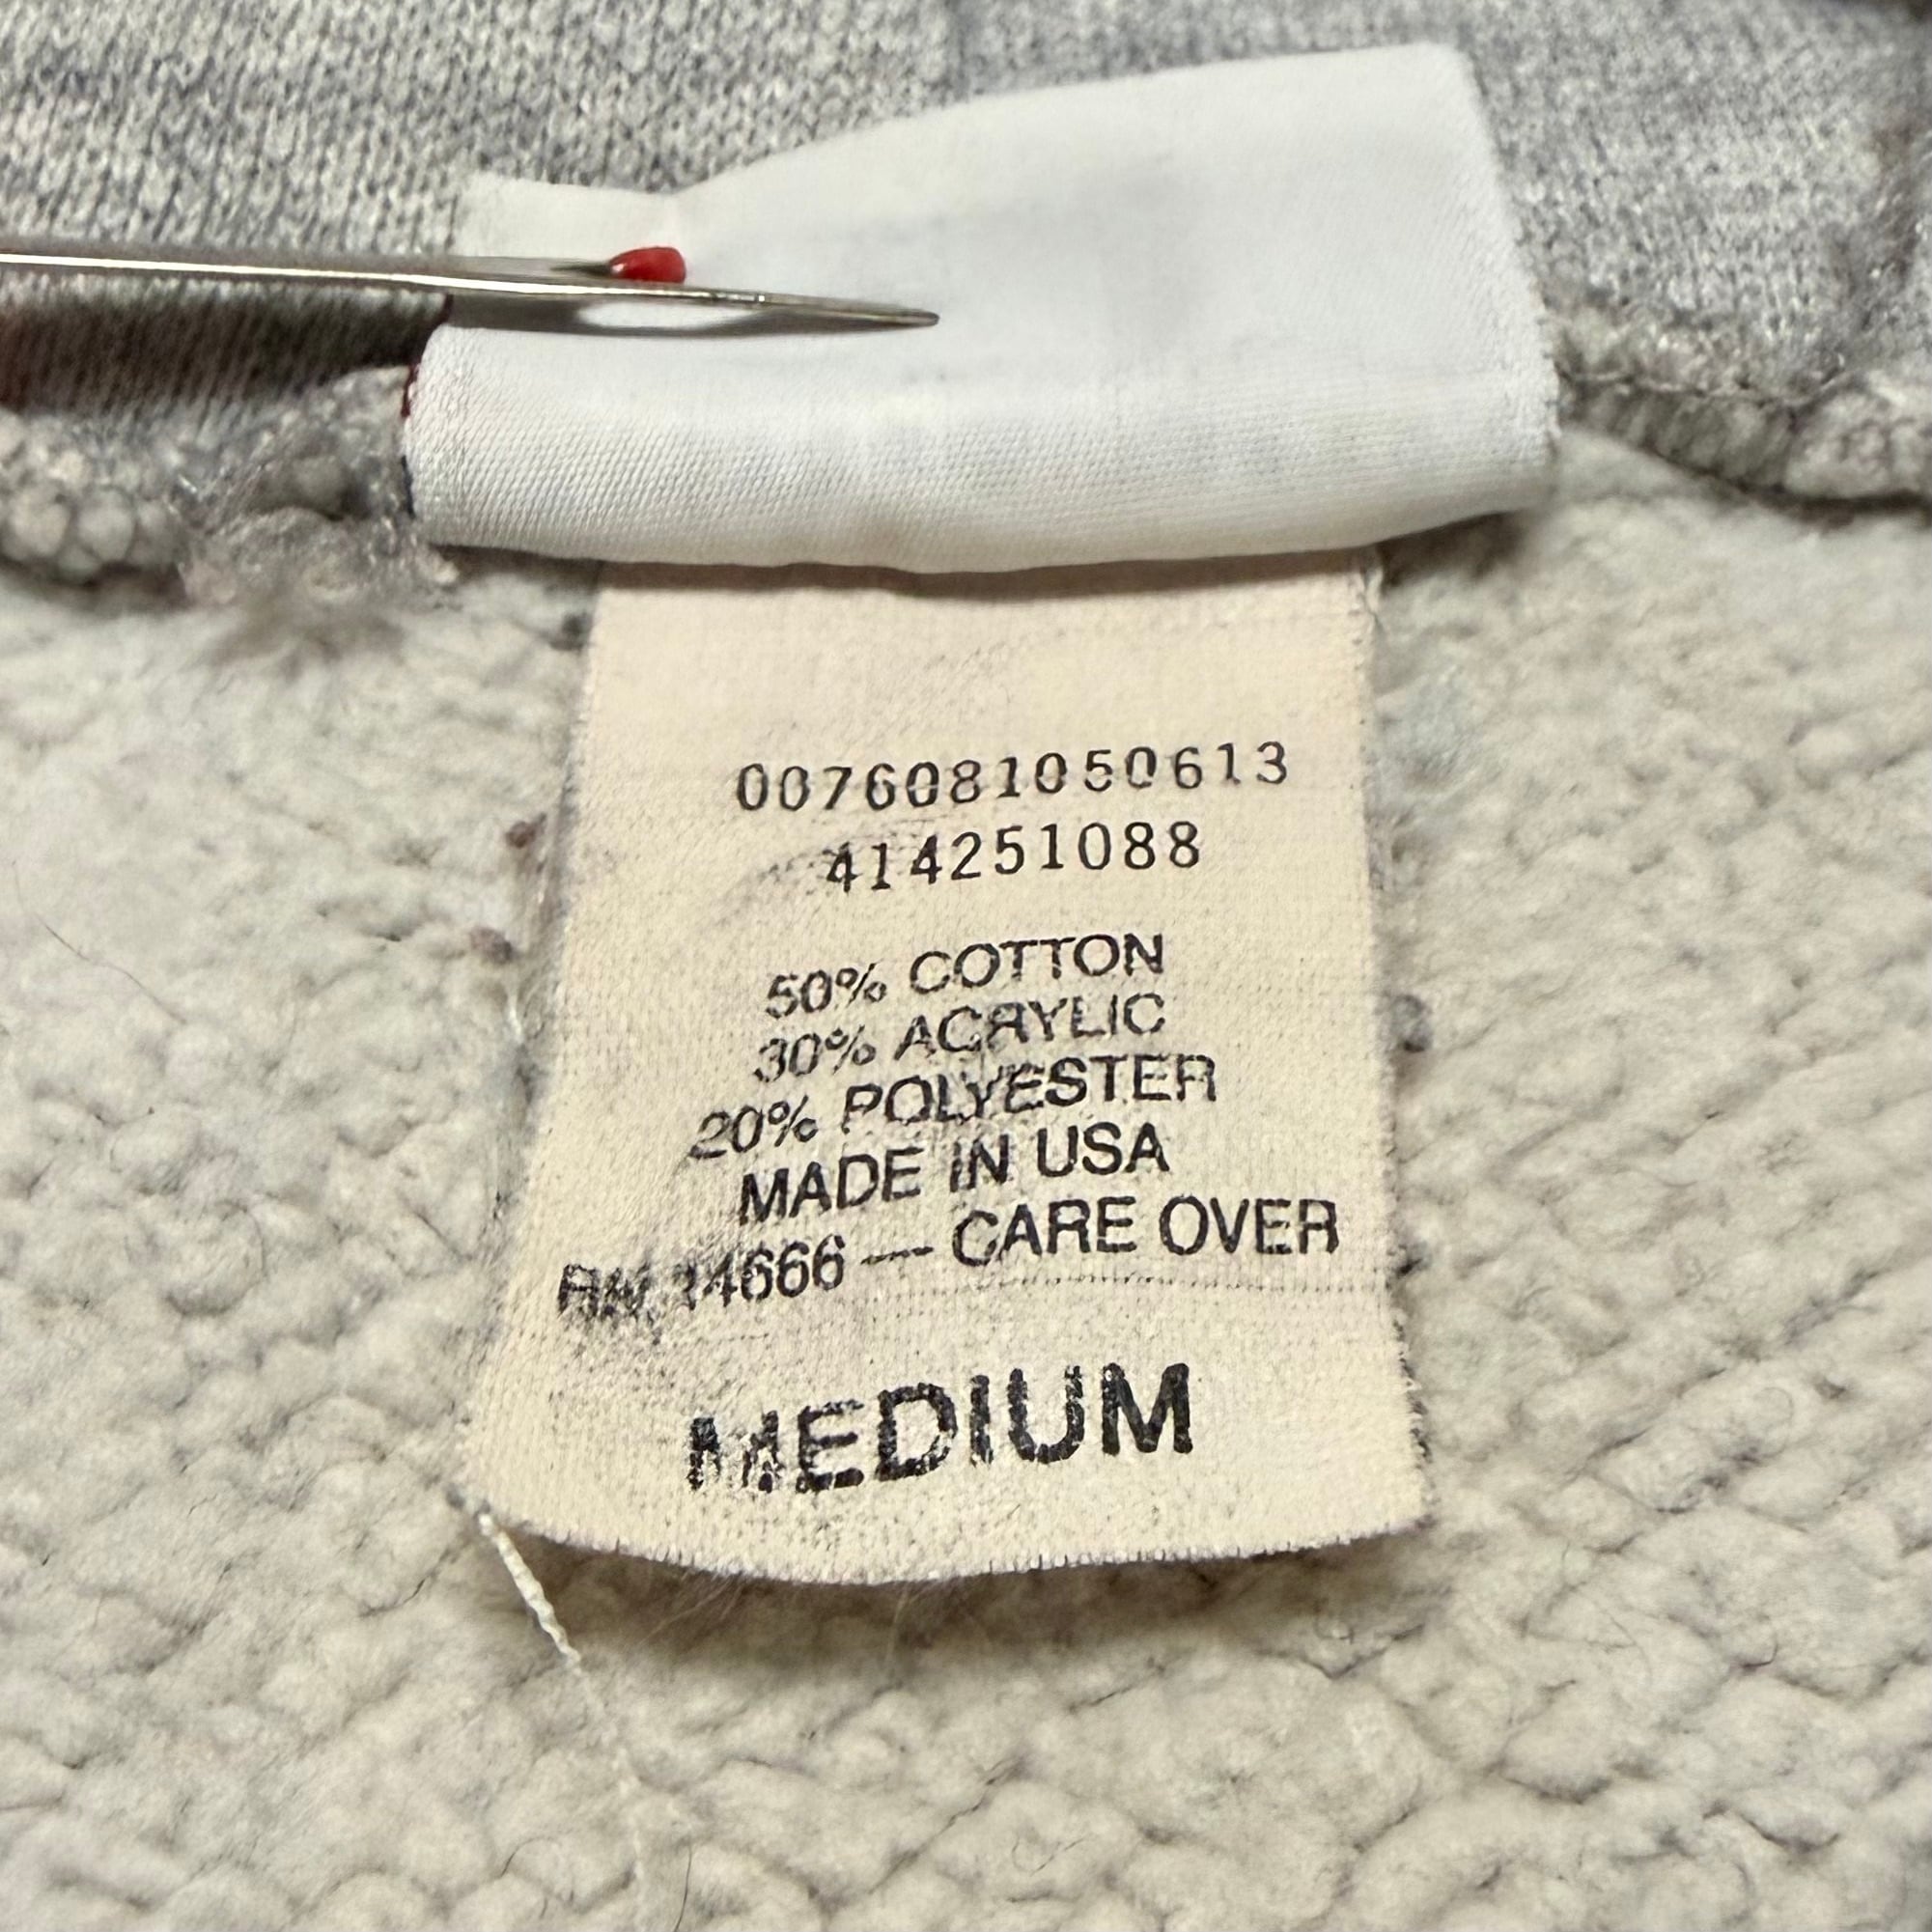 0076081050613
414251088
50% COTTON
30% ACRYLIC
20% POLYESTER
MADE IN USA
RN 14666 — CARE OVER
MEDIUM